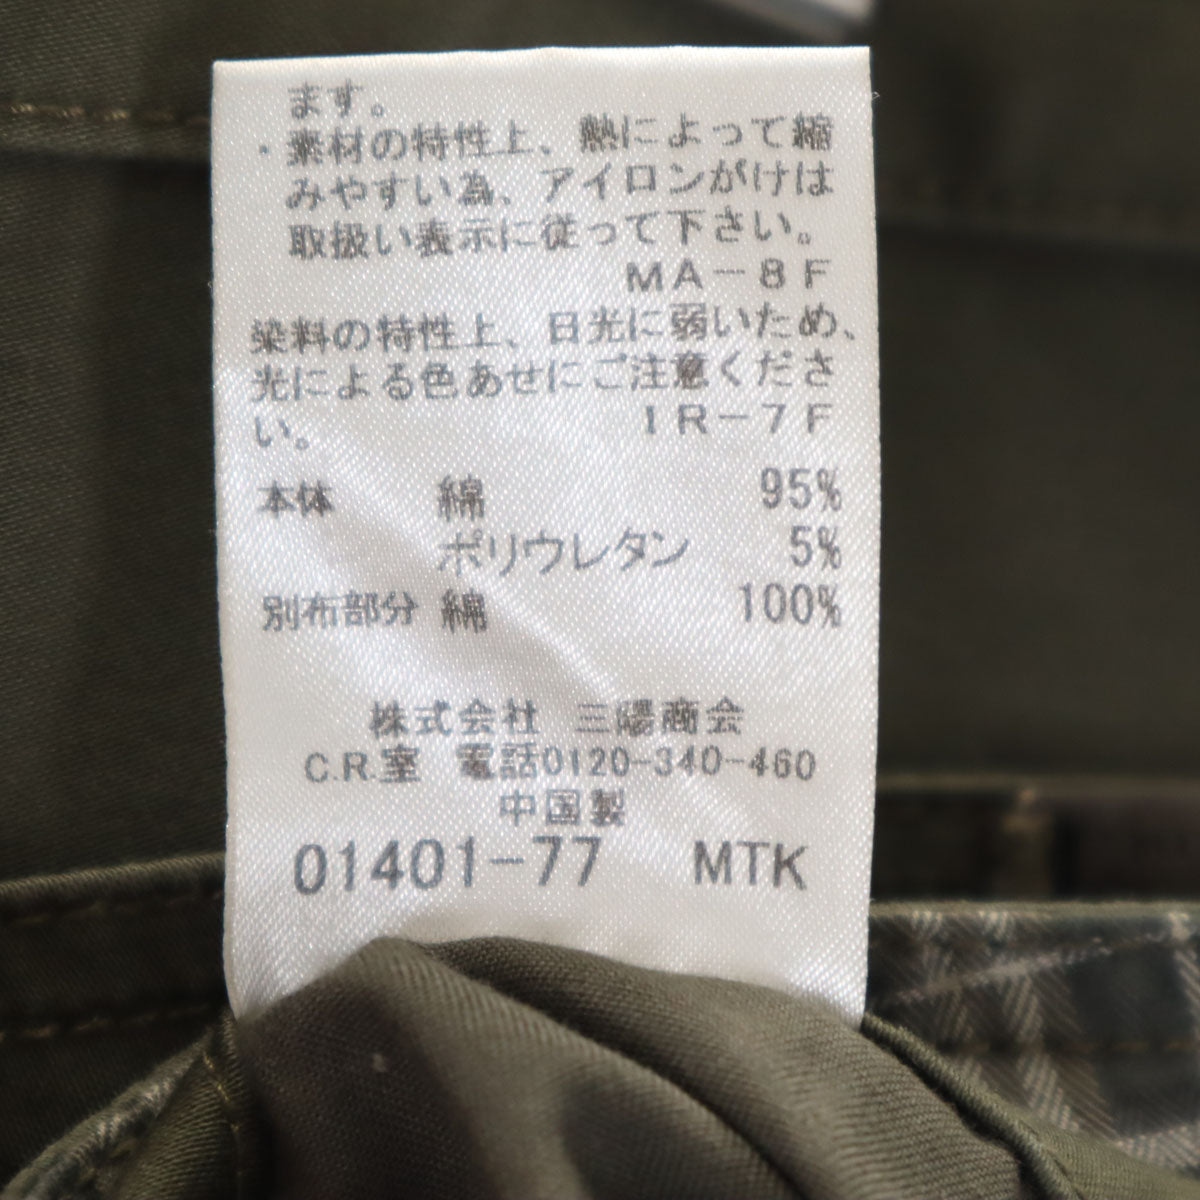 ます。
・素材の特性上、熱によって縮
みやすい為、アイロンがけは
取扱い表示に従って下さい。
MA－8F
染料の特性上、日光に弱いため、
光による色あせにご注意くださ
い。 IR－7F
本体 綿 95%
ポリウレタン 5%
別布部分 綿 100%
株式会社 三陽商会
C.R.室 電話0120-340-460
中国製
01401-77 MTK